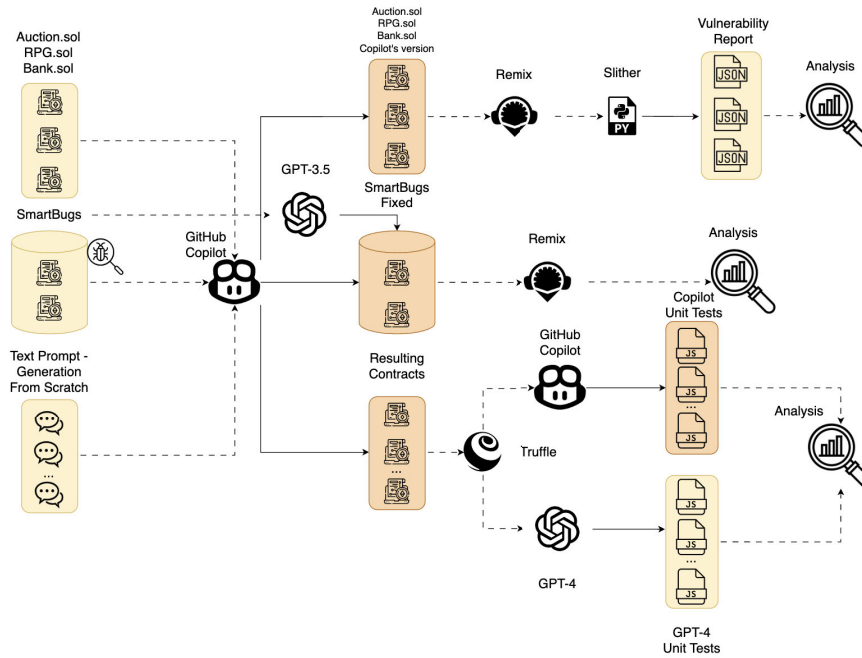 Auction.sol
RPG.sol
Bank.sol
Auction.sol
RPG.sol
Bank.sol
Copilot's version
Remix
Slither
PY
Vulnerability
Report
JSON
JSON
JSON
Analysis
SmartBugs
GPT-3.5
GitHub
Copilot
SmartBugs
Fixed
Remix
Analysis
Text Prompt -
Generation
From Scratch
...
Resulting
Contracts
...
Truffle
GitHub
Copilot
Copilot
Unit Tests
JS
JS
...
JS
Analysis
GPT-4
JS
JS
...
JS
GPT-4
Unit Tests